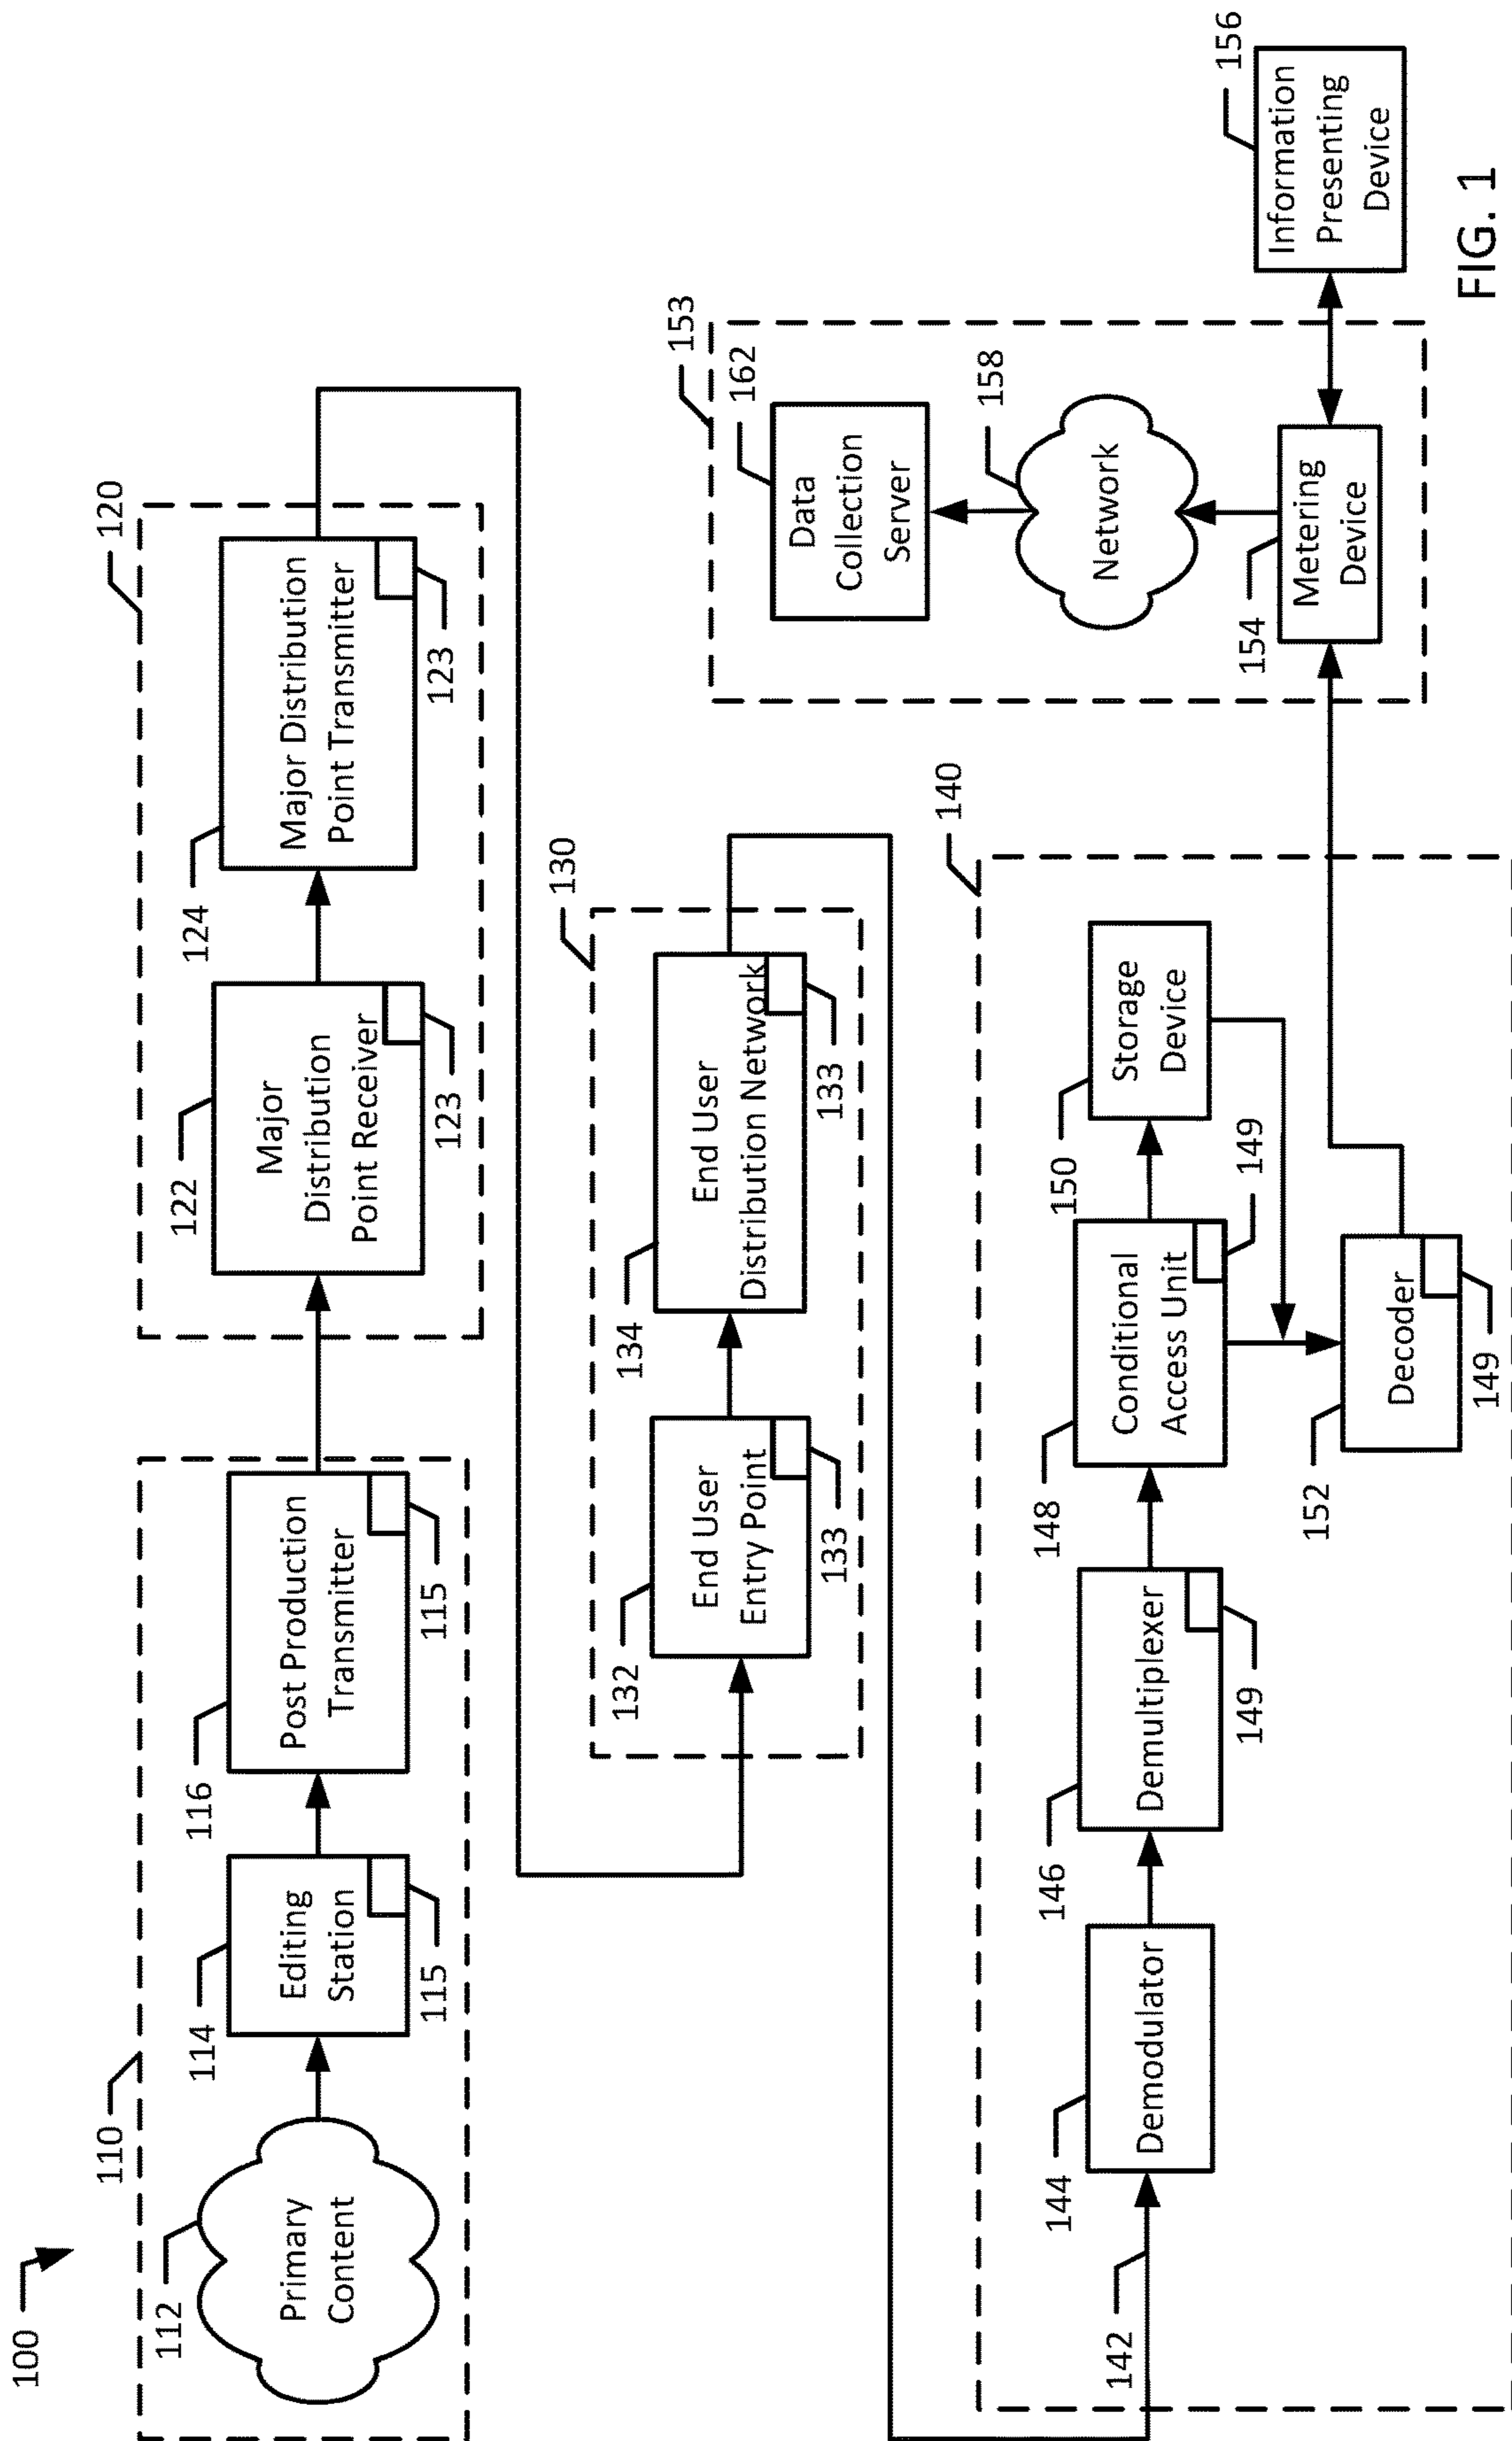 100
110
112
Primary
Content
114
Editing
Station
115
116
Post Production
Transmitter
115
120
122
Major
Distribution
Point Receiver
123
124
Major Distribution
Point Transmitter
123
130
132
End User
Entry Point
133
134
End User
Distribution Network
133
140
142
144
Demodulator
146
Demultiplexer
149
148
Conditional
Access Unit
149
150
Storage
Device
152
Decoder
149
153
162
Data
Collection
Server
158
Network
154
Metering
Device
156
Information
Presenting
Device
FIG. 1